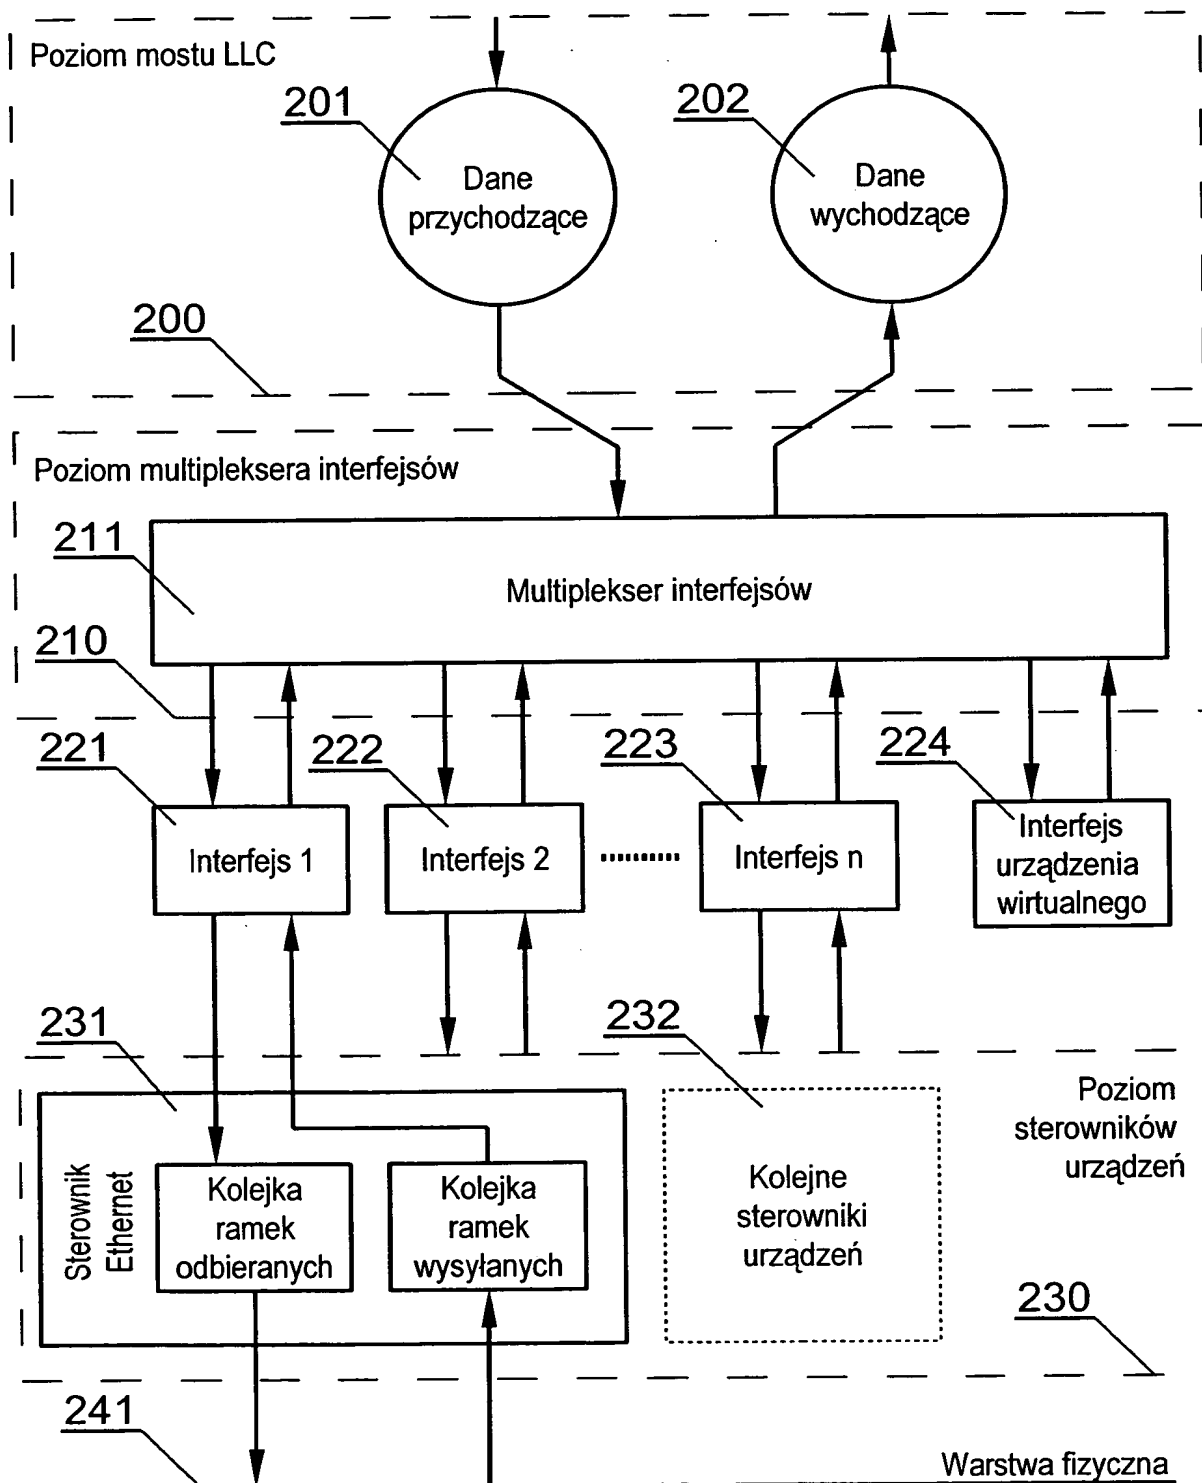 Poziom mostu LLC
201
202
Dane
przychodzące
Dane
wychodzące
200
Poziom multipleksera interfejsów
211
Multiplekser interfejsów
210
221
222
223
224
Interfejs 1
Interfejs 2
Interfejs n
Interfejs
urządzenia
wirtualnego
231
232
Poziom
sterowników
urządzeń
Sterownik
Ethernet
Kolejka
ramek
odbieranych
Kolejka
ramek
wysyłanych
Kolejne
sterowniki
urządzeń
230
241
Warstwa fizyczna